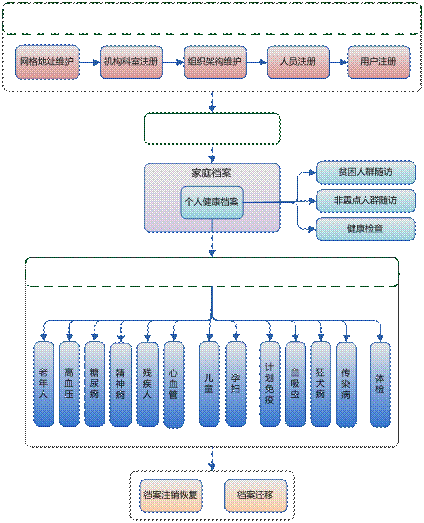 网格地址维护
机构科室注册
组织架构维护
人员注册
用户注册
家庭档案
个人健康档案
贫困人群随访
非重点人群随访
健康检查
老年人
高血压
糖尿病
精神病
残疾人
心血管
儿童
孕妇
计划免疫
血吸虫
狂犬病
传染病
体检
档案注销恢复
档案迁移